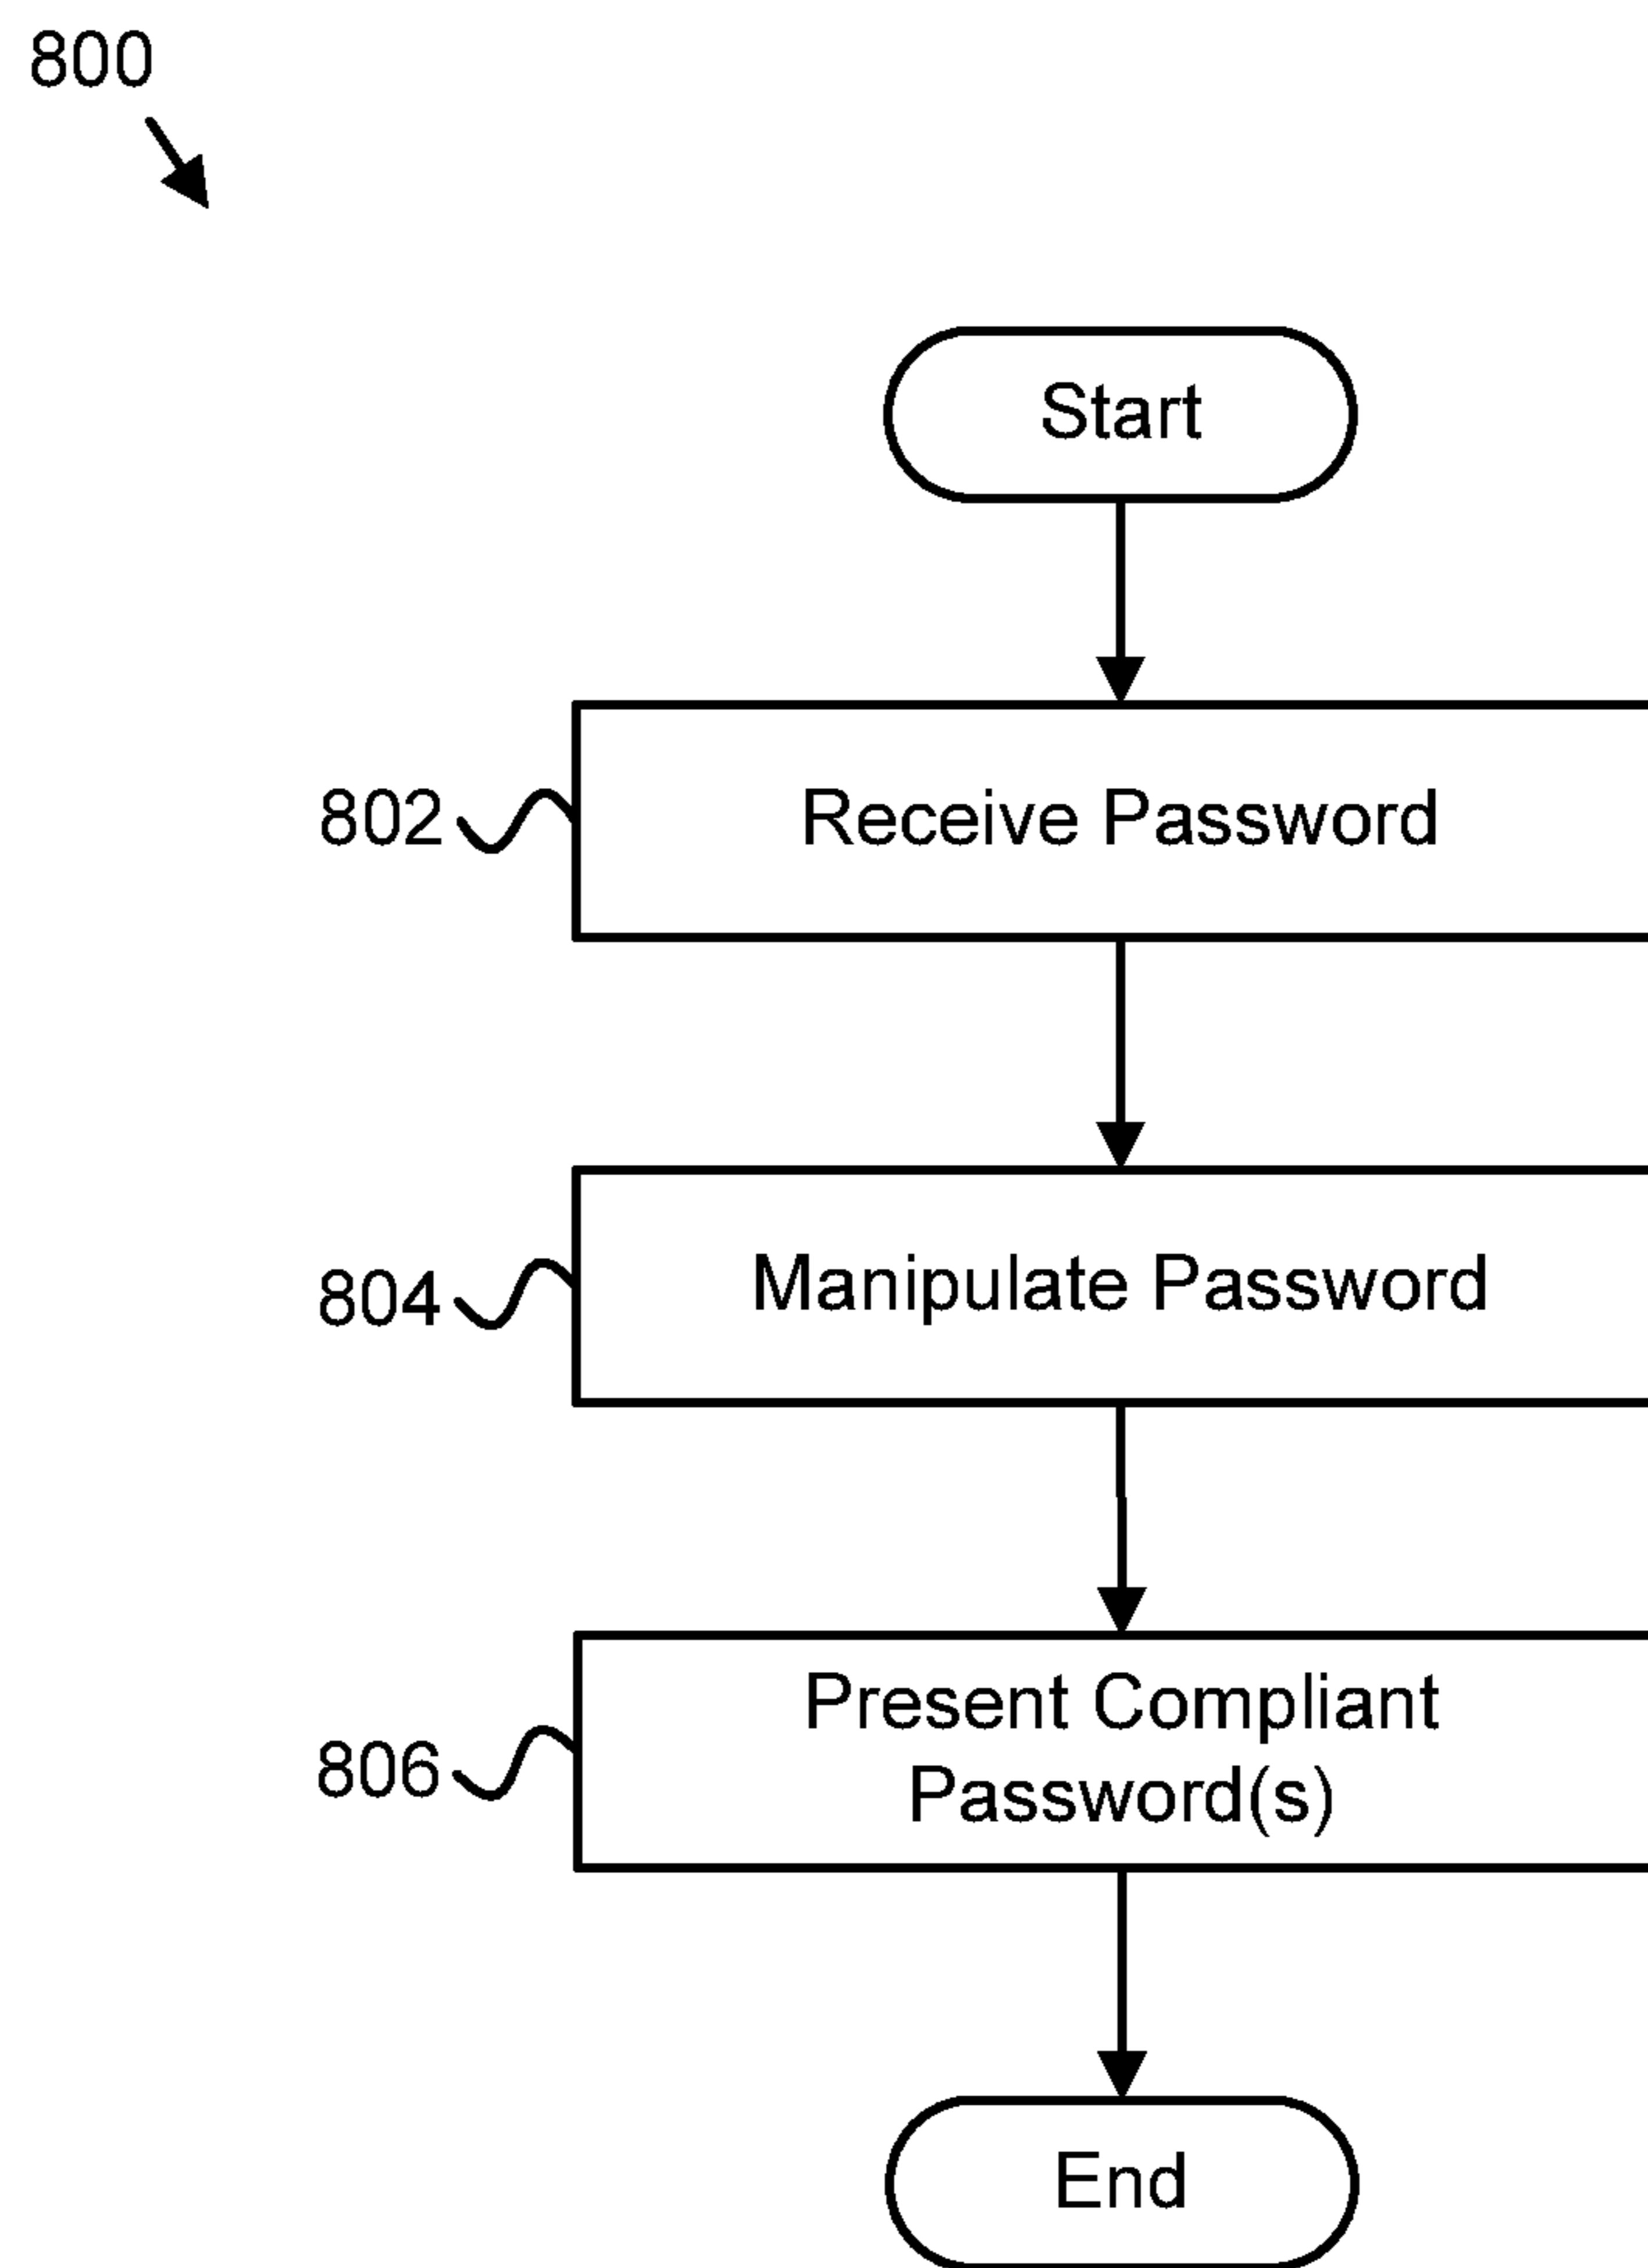 800
Start
802
Receive Password
804
Manipulate Password
806
Present Compliant
Password(s)
End